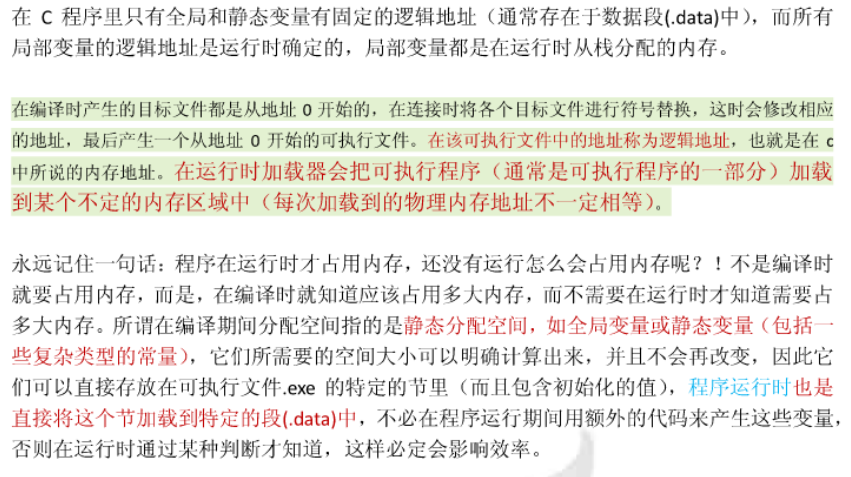 在 C 程序里只有全局和静态变量有固定的逻辑地址（通常存在于数据段(.data)中），而所有
局部变量的逻辑地址是运行时确定的，局部变量都是在运行时从栈分配的内存。
在编译时产生的目标文件都是从地址 0 开始的，在连接时将各个目标文件进行符号替换，这时会修改相应
的地址，最后产生一个从地址 0 开始的可执行文件。在该可执行文件中的地址称为逻辑地址，也就是在 c
中所说的内存地址。在运行时加载器会把可执行程序（通常是可执行程序的一部分）加载
到某个不定的内存区域中（每次加载到的物理内存地址不一定相等）。
永远记住一句话：程序在运行时才占用内存，还没有运行怎么会占用内存呢？！不是编译时
就要占用内存，而是，在编译时就知道应该占用多大内存，而不需要在运行时才知道需要占
多大内存。所谓在编译期间分配空间指的是静态分配空间，如全局变量或静态变量（包括一
些复杂类型的常量），它们所需要的空间大小可以明确计算出来，并且不会再改变，因此它
们可以直接存放在可执行文件.exe 的特定的节里（而且包含初始化的值），程序运行时也是
直接将这个节加载到特定的段(.data)中，不必在程序运行期间用额外的代码来产生这些变量，
否则在运行时通过某种判断才知道，这样必定会影响效率。